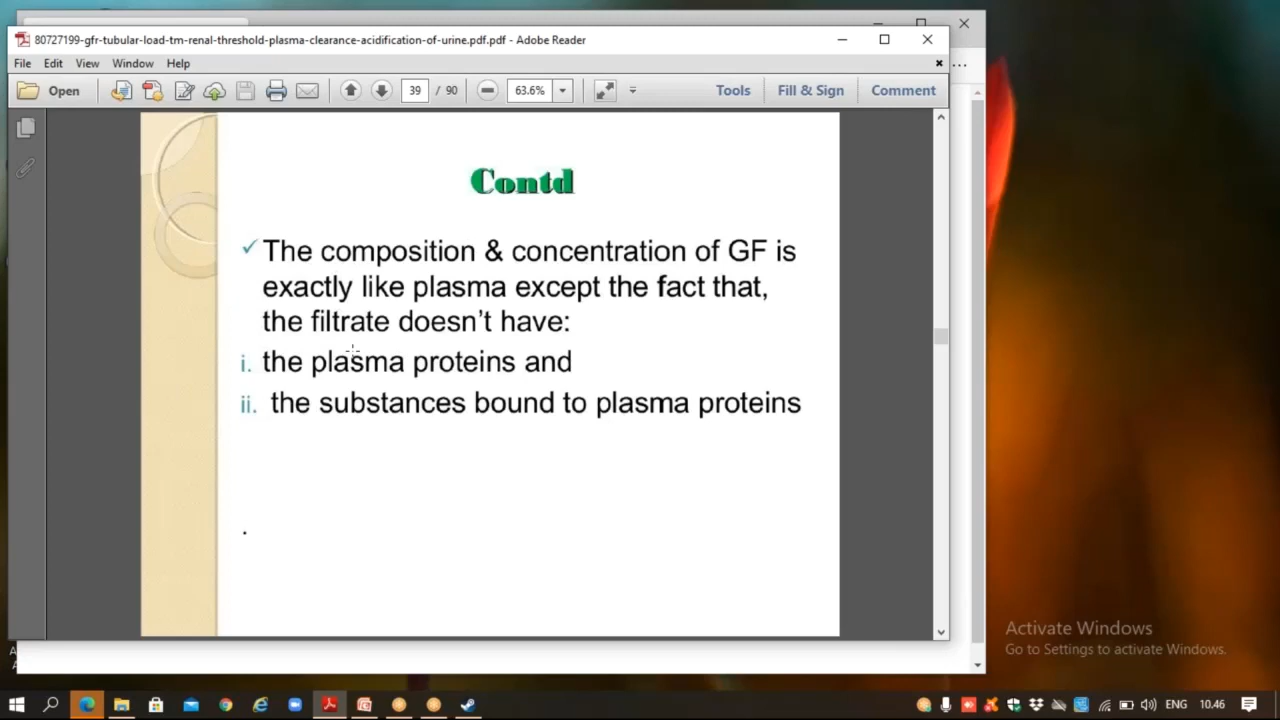 80727199-gfr-tubular-load-tm-renal-threshold-plasma-clearance-acidification-of-urine.pdf.pdf - Adobe Reader
File Edit View Window Help
Open 39 / 90 63.6% Tools Fill & Sign Comment
Contd
✓ The composition & concentration of GF is
exactly like plasma except the fact that,
the filtrate doesn't have:
i. the plasma proteins and
ii. the substances bound to plasma proteins
.
Activate Windows
Go to Settings to activate Windows.
ENG 10.46